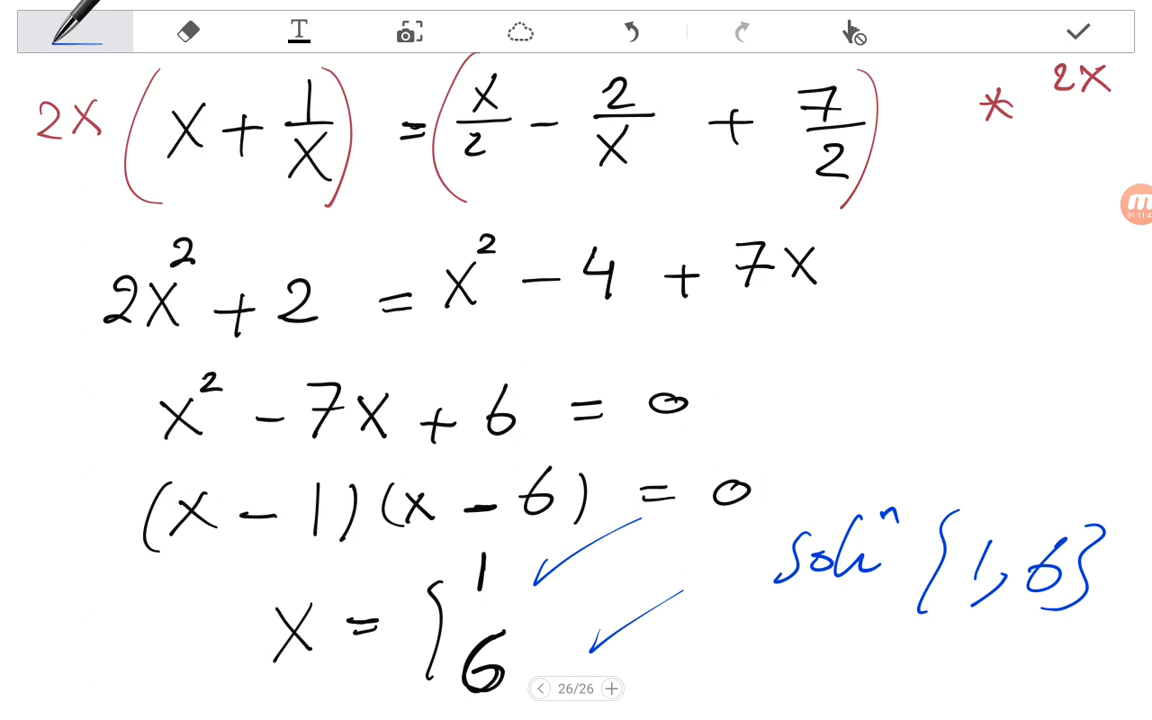 T
2x (x + 1/x) = (x/2 - 2/x + 7/2) * 2x
2x² + 2 = x² - 4 + 7x
x² - 7x + 6 = 0
(x - 1)(x - 6) = 0
x = { 1
6
solⁿ {1, 6}
26/26